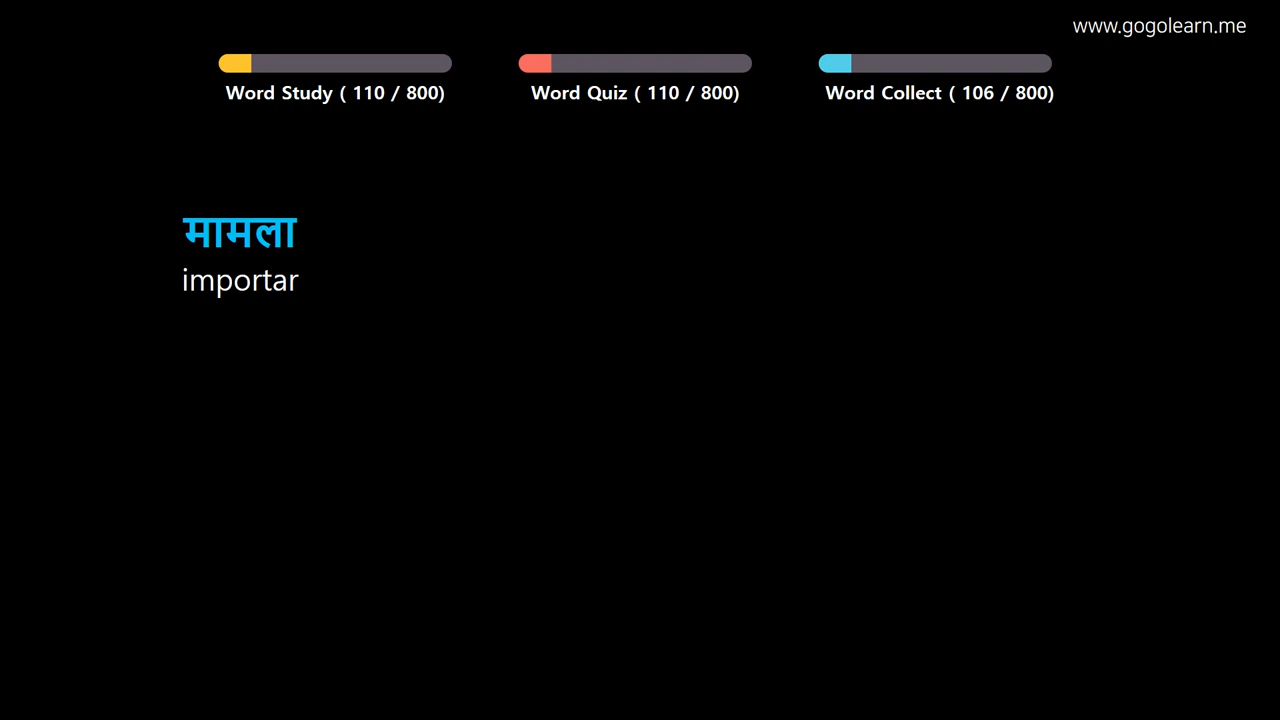 www.gogolearn.me
Word Study ( 110 / 800)
Word Quiz ( 110 / 800)
Word Collect ( 106 / 800)
मामला
importar